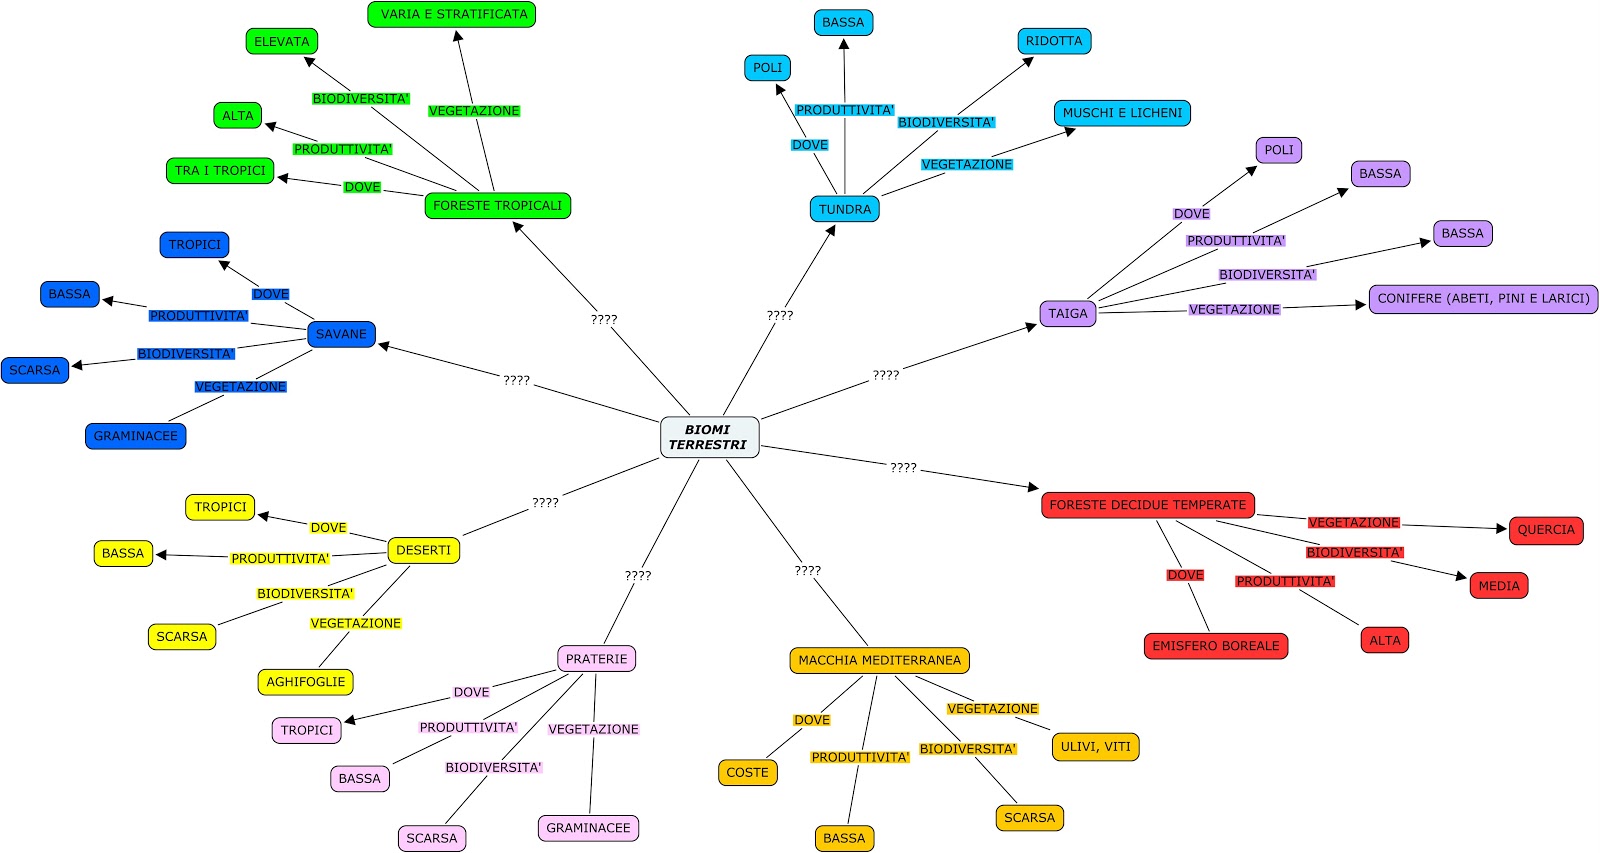 VARIA E STRATIFICATA
ELEVATA
BIODIVERSITA'
VEGETAZIONE
ALTA
PRODUTTIVITA'
TRA I TROPICI
DOVE
FORESTE TROPICALI
BASSA
RIDOTTA
POLI
PRODUTTIVITA'
BIODIVERSITA'
MUSCHI E LICHENI
DOVE
VEGETAZIONE
TUNDRA
POLI
BASSA
DOVE
BASSA
PRODUTTIVITA'
BIODIVERSITA'
CONIFERE (ABETI, PINI E LARICI)
VEGETAZIONE
TAIGA
TROPICI
BASSA
DOVE
PRODUTTIVITA'
SAVANE
BIODIVERSITA'
SCARSA
VEGETAZIONE
GRAMINACEE
????
????
????
????
BIOMI
TERRESTRI
????
????
????
????
TROPICI
DOVE
BASSA
PRODUTTIVITA'
DESERTI
BIODIVERSITA'
VEGETAZIONE
SCARSA
AGHIFOGLIE
PRATERIE
DOVE
TROPICI
PRODUTTIVITA'
VEGETAZIONE
BIODIVERSITA'
BASSA
SCARSA
GRAMINACEE
MACCHIA MEDITERRANEA
DOVE
VEGETAZIONE
PRODUTTIVITA'
BIODIVERSITA'
ULIVI, VITI
COSTE
SCARSA
BASSA
FORESTE DECIDUE TEMPERATE
VEGETAZIONE
QUERCIA
BIODIVERSITA'
DOVE
PRODUTTIVITA'
MEDIA
EMISFERO BOREALE
ALTA